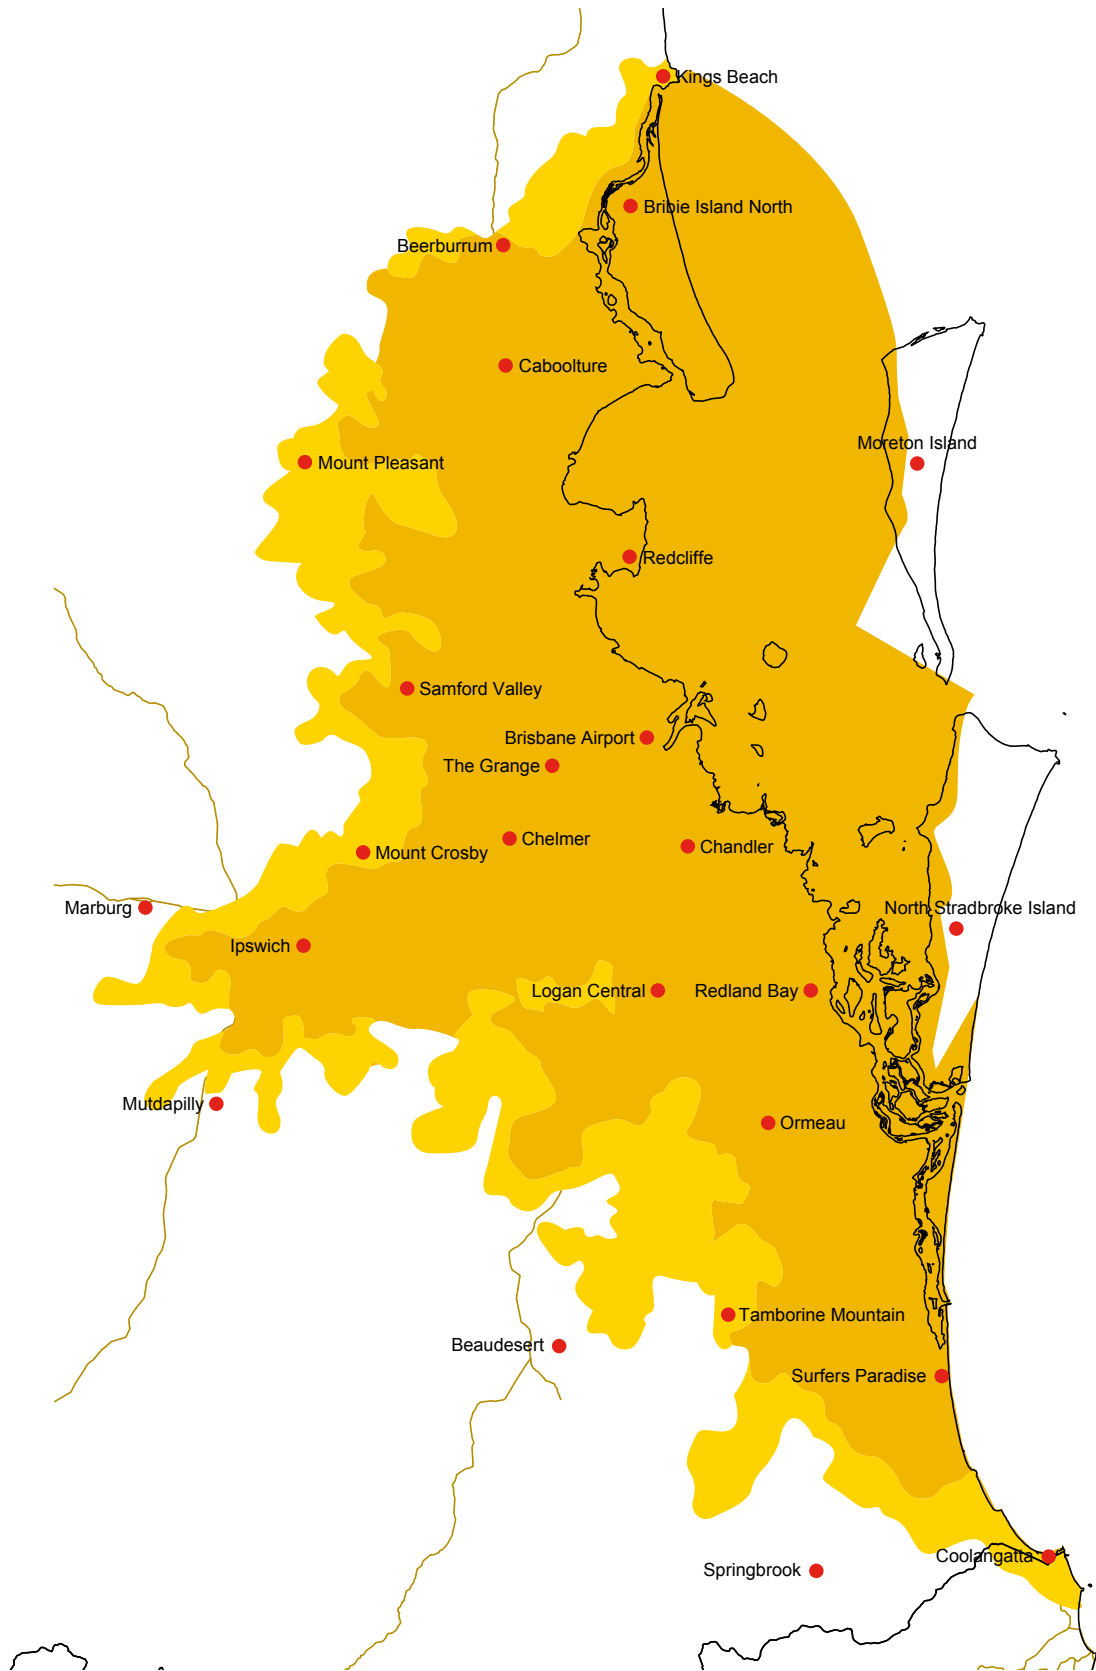 Kings Beach
Bribie Island North
Beerburrum
Caboolture
Moreton Island
Mount Pleasant
Redcliffe
Samford Valley
Brisbane Airport
The Grange
Chelmer
Chandler
Mount Crosby
Marburg
North Stradbroke Island
Ipswich
Logan Central
Redland Bay
Mutdapilly
Ormeau
Tamborine Mountain
Beaudesert
Surfers Paradise
Coolangatta
Springbrook